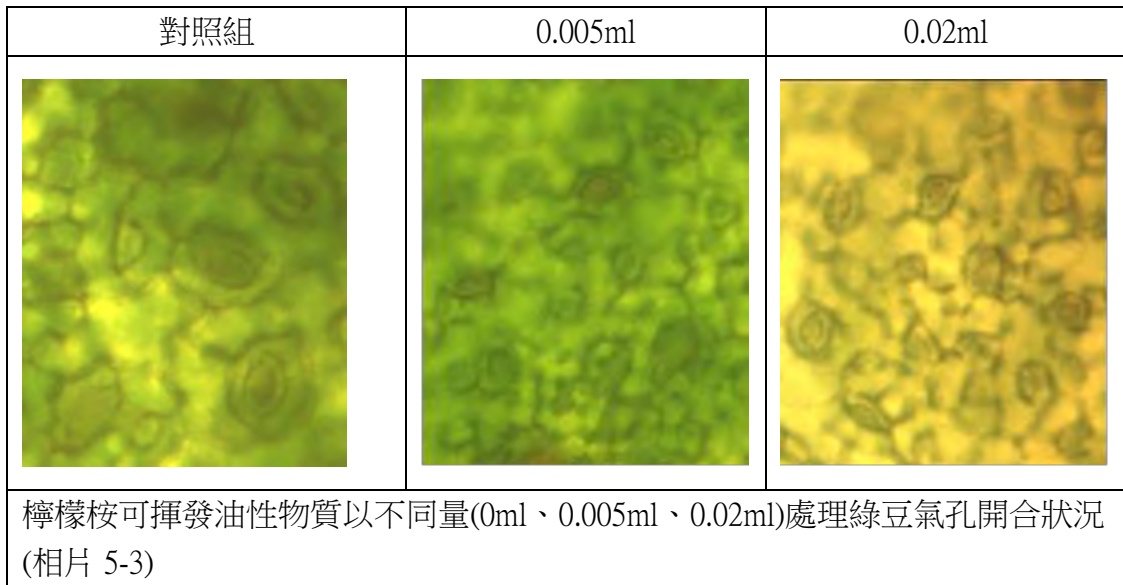 對照組
0.005ml
0.02ml
檸檬桉可揮發油性物質以不同量(0ml、0.005ml、0.02ml)處理綠豆氣孔開合狀況
(相片 5-3)